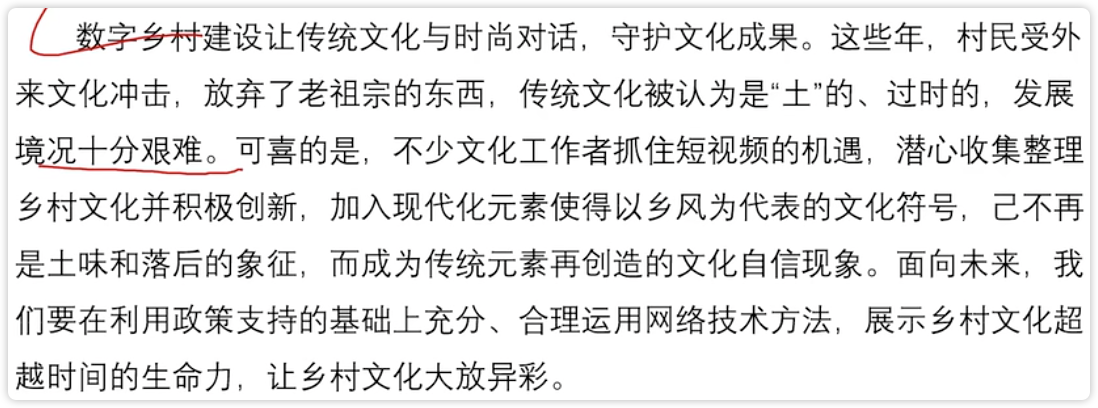 数字乡村建设让传统文化与时尚对话，守护文化成果。这些年，村民受外
来文化冲击，放弃了老祖宗的东西，传统文化被认为是“土”的、过时的，发展
境况十分艰难。可喜的是，不少文化工作者抓住短视频的机遇，潜心收集整理
乡村文化并积极创新，加入现代化元素使得以乡风为代表的文化符号，己不再
是土味和落后的象征，而成为传统元素再创造的文化自信现象。面向未来，我
们要在利用政策支持的基础上充分、合理运用网络技术方法，展示乡村文化超
越时间的生命力，让乡村文化大放异彩。